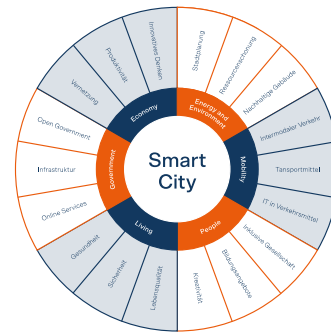 Smart
City
Energy and
Environment
Mobility
People
Living
Government
Economy
Stadtplanung
Ressourcenschonung
Nachhaltige Gebäude
Intermodaler Verkehr
Tansportmittel
IT in Verkehrsmittel
Inklusive Gesellschaft
Bildungsangebote
Kreativität
Lebensqualität
Sicherheit
Gesundheit
Online Services
Infrastruktur
Open Government
Vernetzung
Produktivität
Innovatives Denken